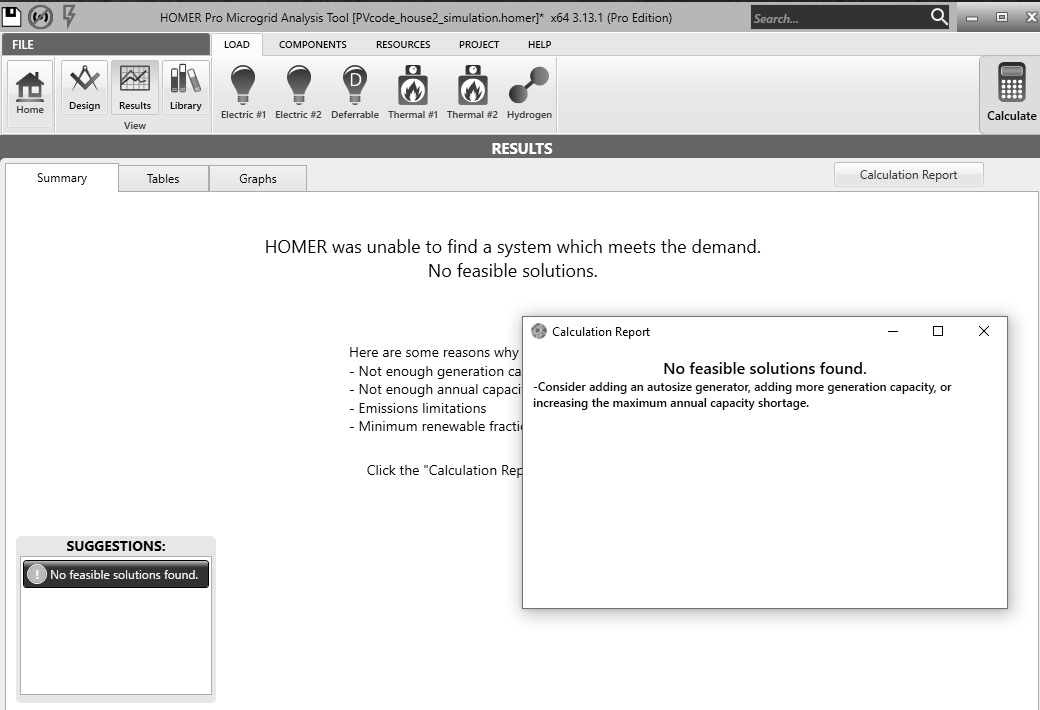 HOMER Pro Microgrid Analysis Tool [PVcode_house2_simulation.homer]* x64 3.13.1 (Pro Edition)
Search...
FILE
LOAD COMPONENTS RESOURCES PROJECT HELP
Home
Design
Results
Library
View
Electric #1
Electric #2
D
Deferrable
Thermal #1
Thermal #2
Hydrogen
Calculate
RESULTS
Summary
Tables
Graphs
Calculation Report
HOMER was unable to find a system which meets the demand.
No feasible solutions.
Here are some reasons why
- Not enough generation ca
- Not enough annual capaci
- Emissions limitations
- Minimum renewable fracti
Click the "Calculation Rep
Calculation Report
No feasible solutions found.
-Consider adding an autosize generator, adding more generation capacity, or
increasing the maximum annual capacity shortage.
SUGGESTIONS:
! No feasible solutions found.